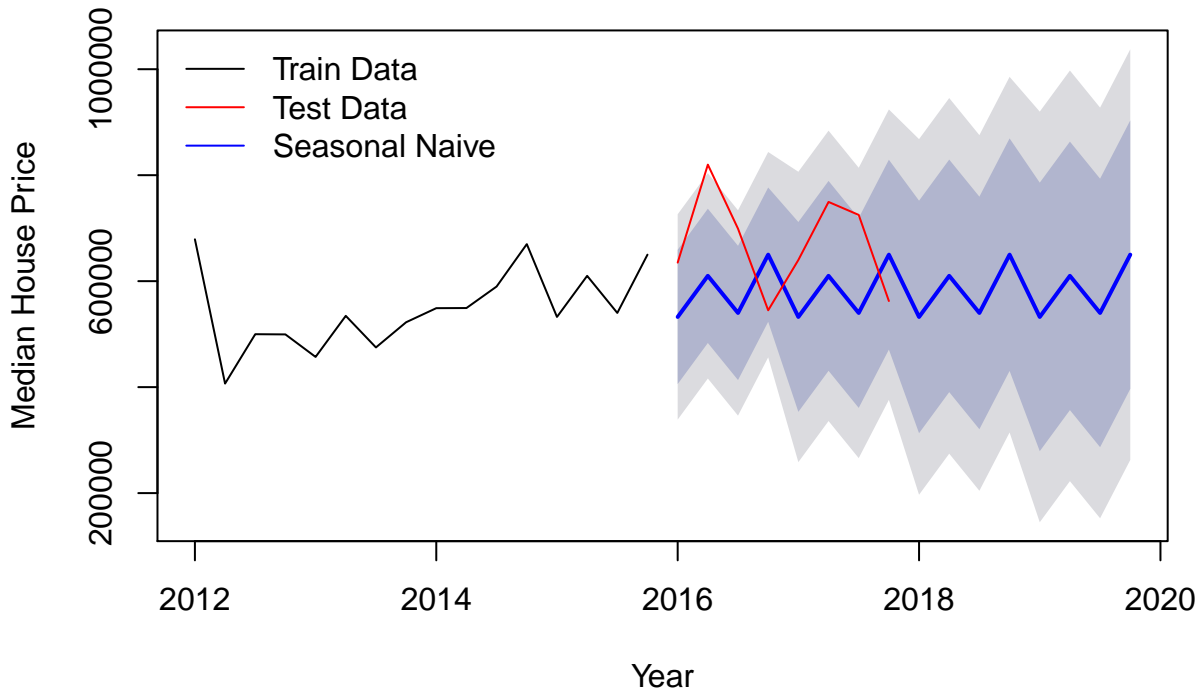 Train Data
Test Data
Seasonal Naive
Median House Price
1000000
600000
200000
2012 2014 2016 2018 2020
Year